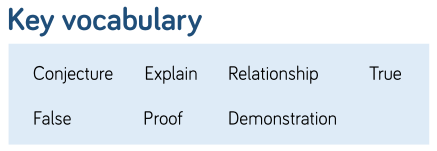 Key vocabulary
Conjecture Explain Relationship True
False Proof Demonstration